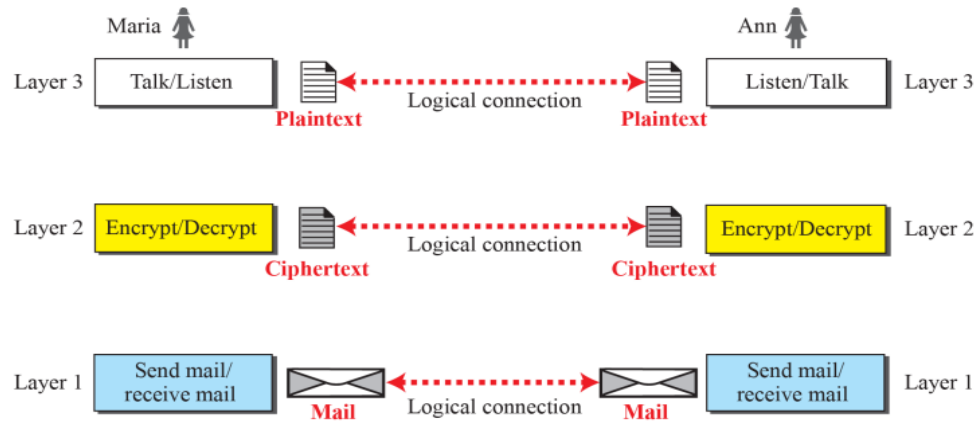 Maria
Ann
Layer 3
Talk/Listen
Plaintext
Logical connection
Plaintext
Listen/Talk
Layer 3
Layer 2
Encrypt/Decrypt
Ciphertext
Logical connection
Ciphertext
Encrypt/Decrypt
Layer 2
Layer 1
Send mail/
receive mail
Mail
Logical connection
Mail
Send mail/
receive mail
Layer 1